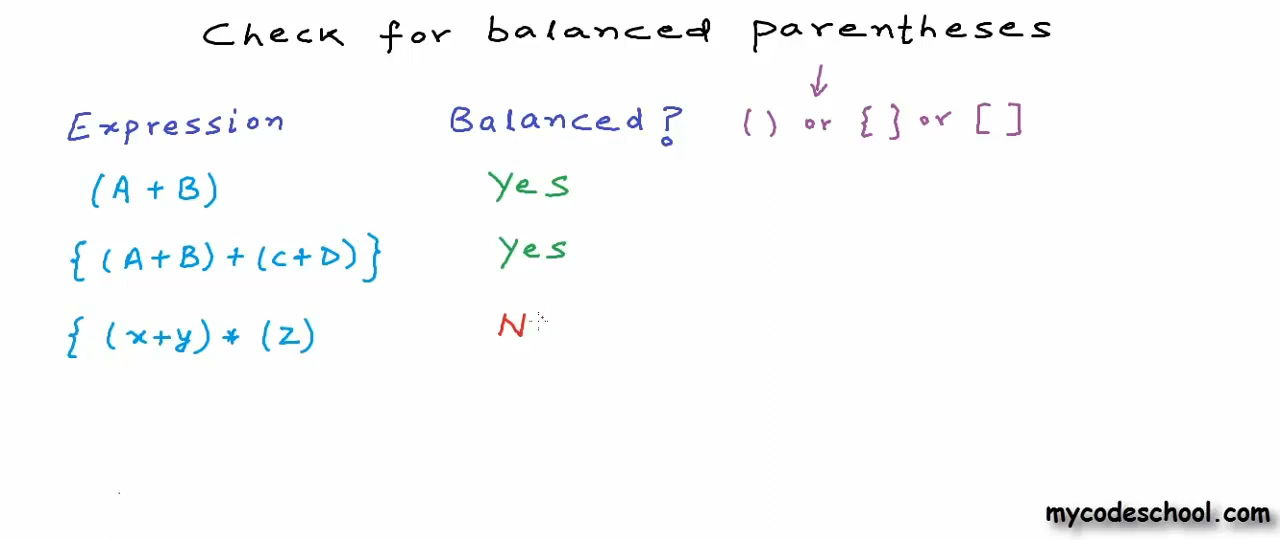 Check for balanced parentheses
Expression Balanced? () or {} or []
(A + B) Yes
{(A+B)+(C+D)} Yes
{ (x+y) * (z) N
mycodeschool.com